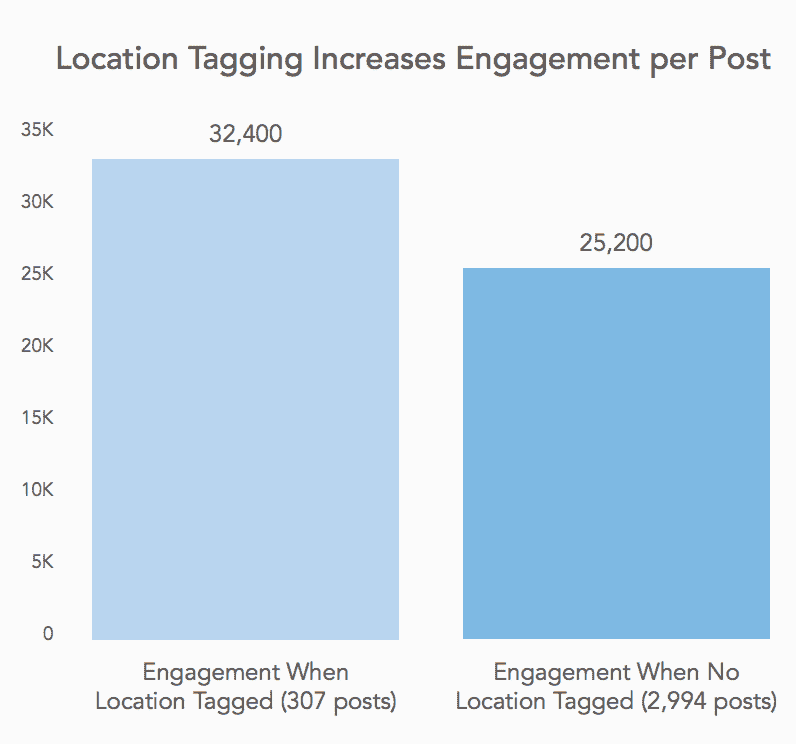 Location Tagging Increases Engagement per Post
35K
32,400
30K
25,200
25K
20K
15K
10K
5K
0
Engagement When
Location Tagged (307 posts)
Engagement When No
Location Tagged (2,994 posts)